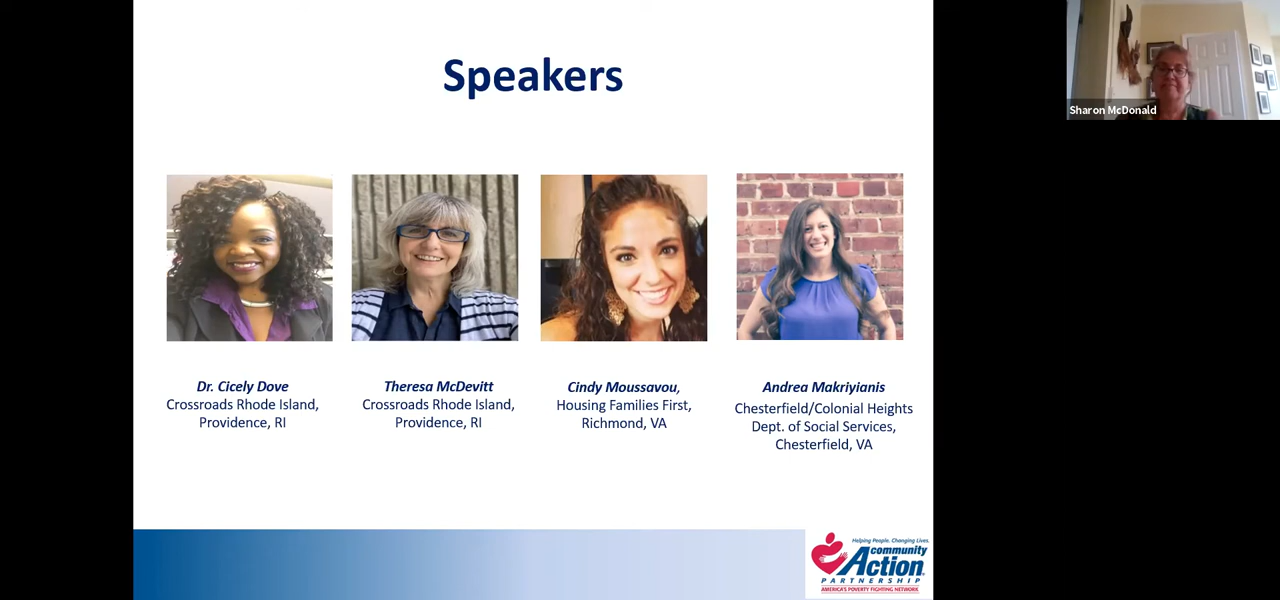 Speakers
Sharon McDonald
Dr. Cicely Dove
Crossroads Rhode Island,
Providence, RI
Theresa McDevitt
Crossroads Rhode Island,
Providence, RI
Cindy Moussavou,
Housing Families First,
Richmond, VA
Andrea Makriyianis
Chesterfield/Colonial Heights
Dept. of Social Services,
Chesterfield, VA
Helping People. Changing Lives.
community
Action
PARTNERSHIP
AMERICA'S POVERTY FIGHTING NETWORK